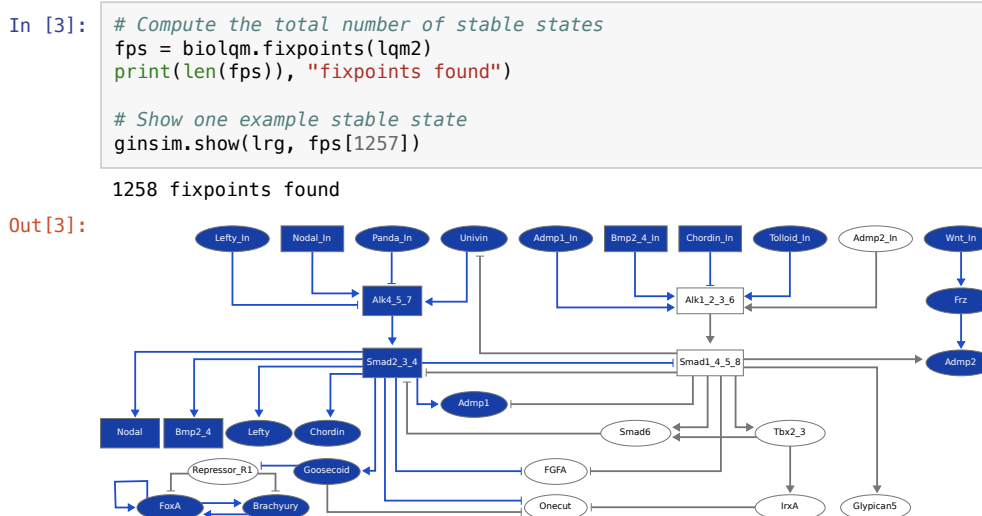 In [3]:
# Compute the total number of stable states
fps = biolqm.fixpoints(lqm2)
print(len(fps)), "fixpoints found")
# Show one example stable state
ginsim.show(lrg, fps[1257])
1258 fixpoints found
Out[3]:
Lefty_In Nodal_In Panda_In Univin Admp1_In Bmp2_4_In Chordin_In Tolloid_In Admp2_In Wnt_In
Alk4_5_7 Alk1_2_3_6 Frz
Smad2_3_4 Smad1_4_5_8 Admp2
Admp1
Nodal Bmp2_4 Lefty Chordin Smad6 Tbx2_3
Repressor_R1 Goosecoid FGFA
FoxA Brachyury Onecut IrxA Glypican5